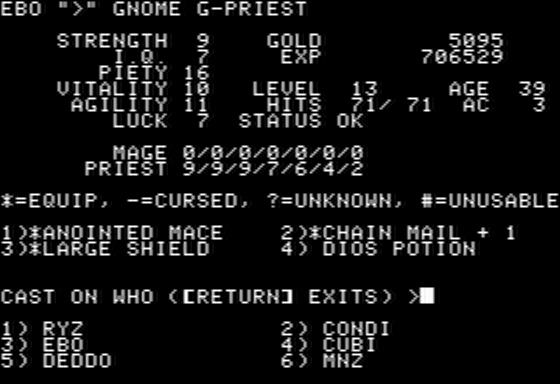 EBO ">" GNOME G-PRIEST
STRENGTH 9 GOLD 5095
I.Q. 7 EXP 706529
PIETY 16
VITALITY 10 LEVEL 13 AGE 39
AGILITY 11 HITS 71/ 71 AC 3
LUCK 7 STATUS OK
MAGE 0/0/0/0/0/0/0
PRIEST 9/9/9/7/6/4/2
*=EQUIP, -=CURSED, ?=UNKNOWN, #=UNUSABLE
1)*ANOINTED MACE 2)*CHAIN MAIL + 1
3)*LARGE SHIELD 4) DIOS POTION
CAST ON WHO ([RETURN] EXITS) >
1) RYZ 2) CONDI
3) EBO 4) CUBI
5) DEDDO 6) MNZ